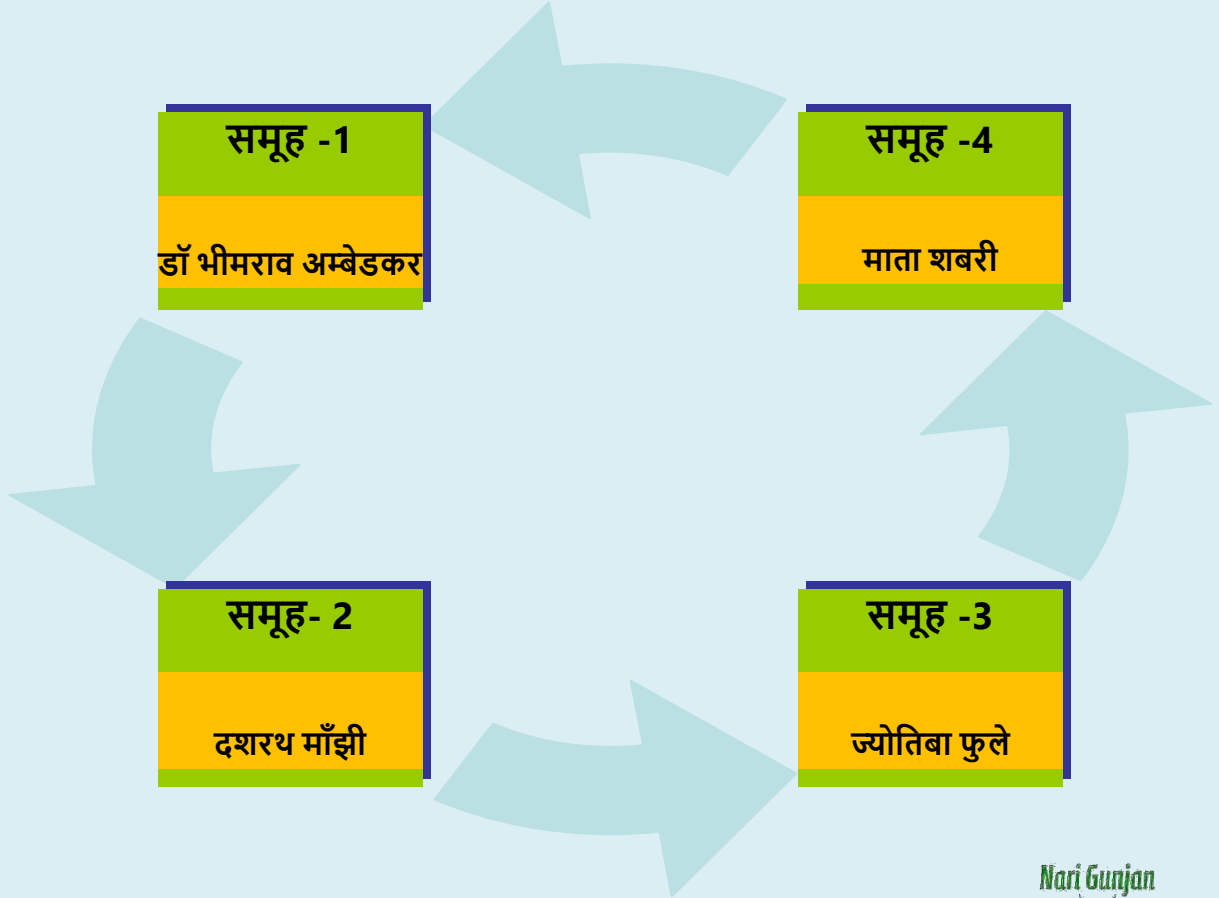 समूह -1
डॉ भीमराव अम्बेडकर
समूह -4
माता शबरी
समूह- 2
दशरथ माँझी
समूह -3
ज्योतिबा फुले
Nari Gunjan